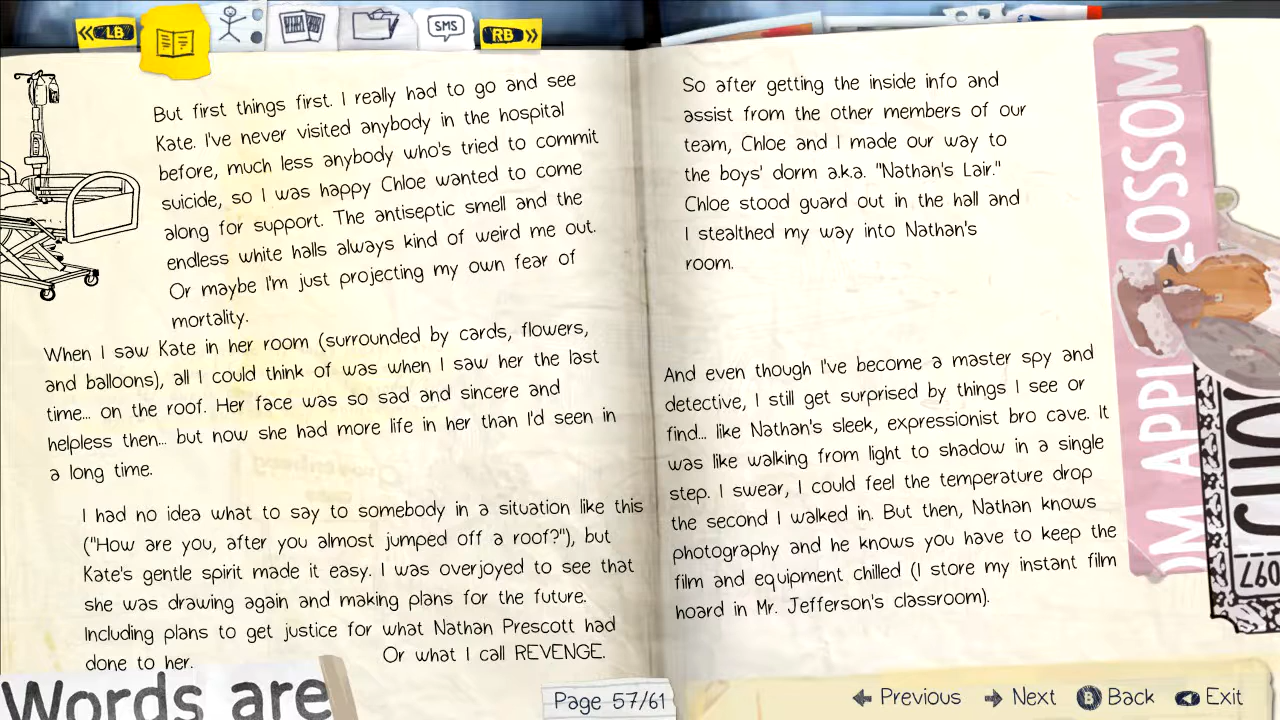 LB
SMS
RB
But first things first. I really had to go and see
Kate. I've never visited anybody in the hospital
before, much less anybody who's tried to commit
suicide, so I was happy Chloe wanted to come
along for support. The antiseptic smell and the
endless white halls always kind of weird me out.
Or maybe I'm just projecting my own fear of
mortality.
When I saw Kate in her room (surrounded by cards, flowers,
and balloons), all I could think of was when I saw her the last
time... on the roof. Her face was so sad and sincere and
helpless then... but now she had more life in her than I'd seen in
a long time.
I had no idea what to say to somebody in a situation like this
("How are you, after you almost jumped off a roof?"), but
Kate's gentle spirit made it easy. I was overjoyed to see that
she was drawing again and making plans for the future.
Including plans to get justice for what Nathan Prescott had
done to her.
Or what I call REVENGE.
Words are
So after getting the inside info and
assist from the other members of our
team, Chloe and I made our way to
the boys' dorm a.k.a. "Nathan's Lair."
Chloe stood guard out in the hall and
I stealthed my way into Nathan's
room.
And even though I've become a master spy and
detective, I still get surprised by things I see or
find... like Nathan's sleek, expressionist bro cave. It
was like walking from light to shadow in a single
step. I swear, I could feel the temperature drop
the second I walked in. But then, Nathan knows
photography and he knows you have to keep the
film and equipment chilled (I store my instant film
hoard in Mr. Jefferson's classroom).
OM APPL LOSSOM
Page 57/61
Previous
Next
B Back
Exit